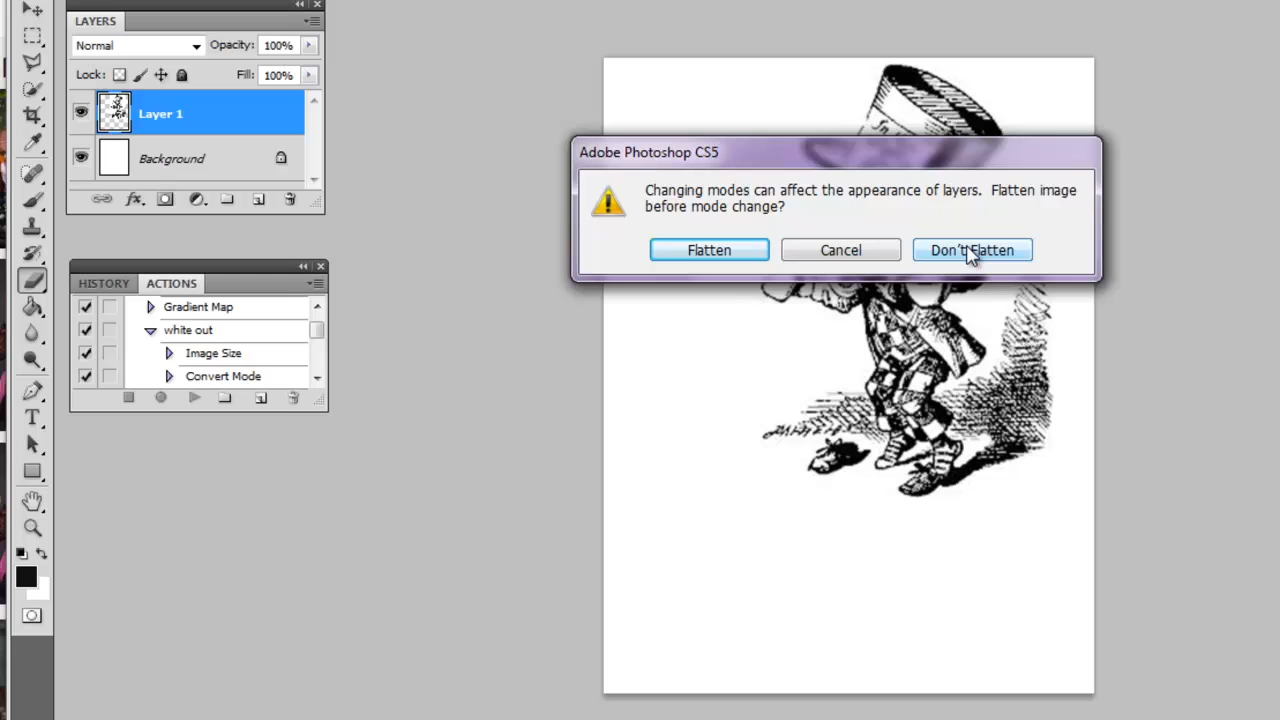 LAYERS
Normal Opacity: 100%
Lock: Fill: 100%
Layer 1
Background
HISTORY ACTIONS
Gradient Map
white out
Image Size
Convert Mode
Adobe Photoshop CS5
Changing modes can affect the appearance of layers. Flatten image
before mode change?
Flatten Cancel Don't Flatten
In